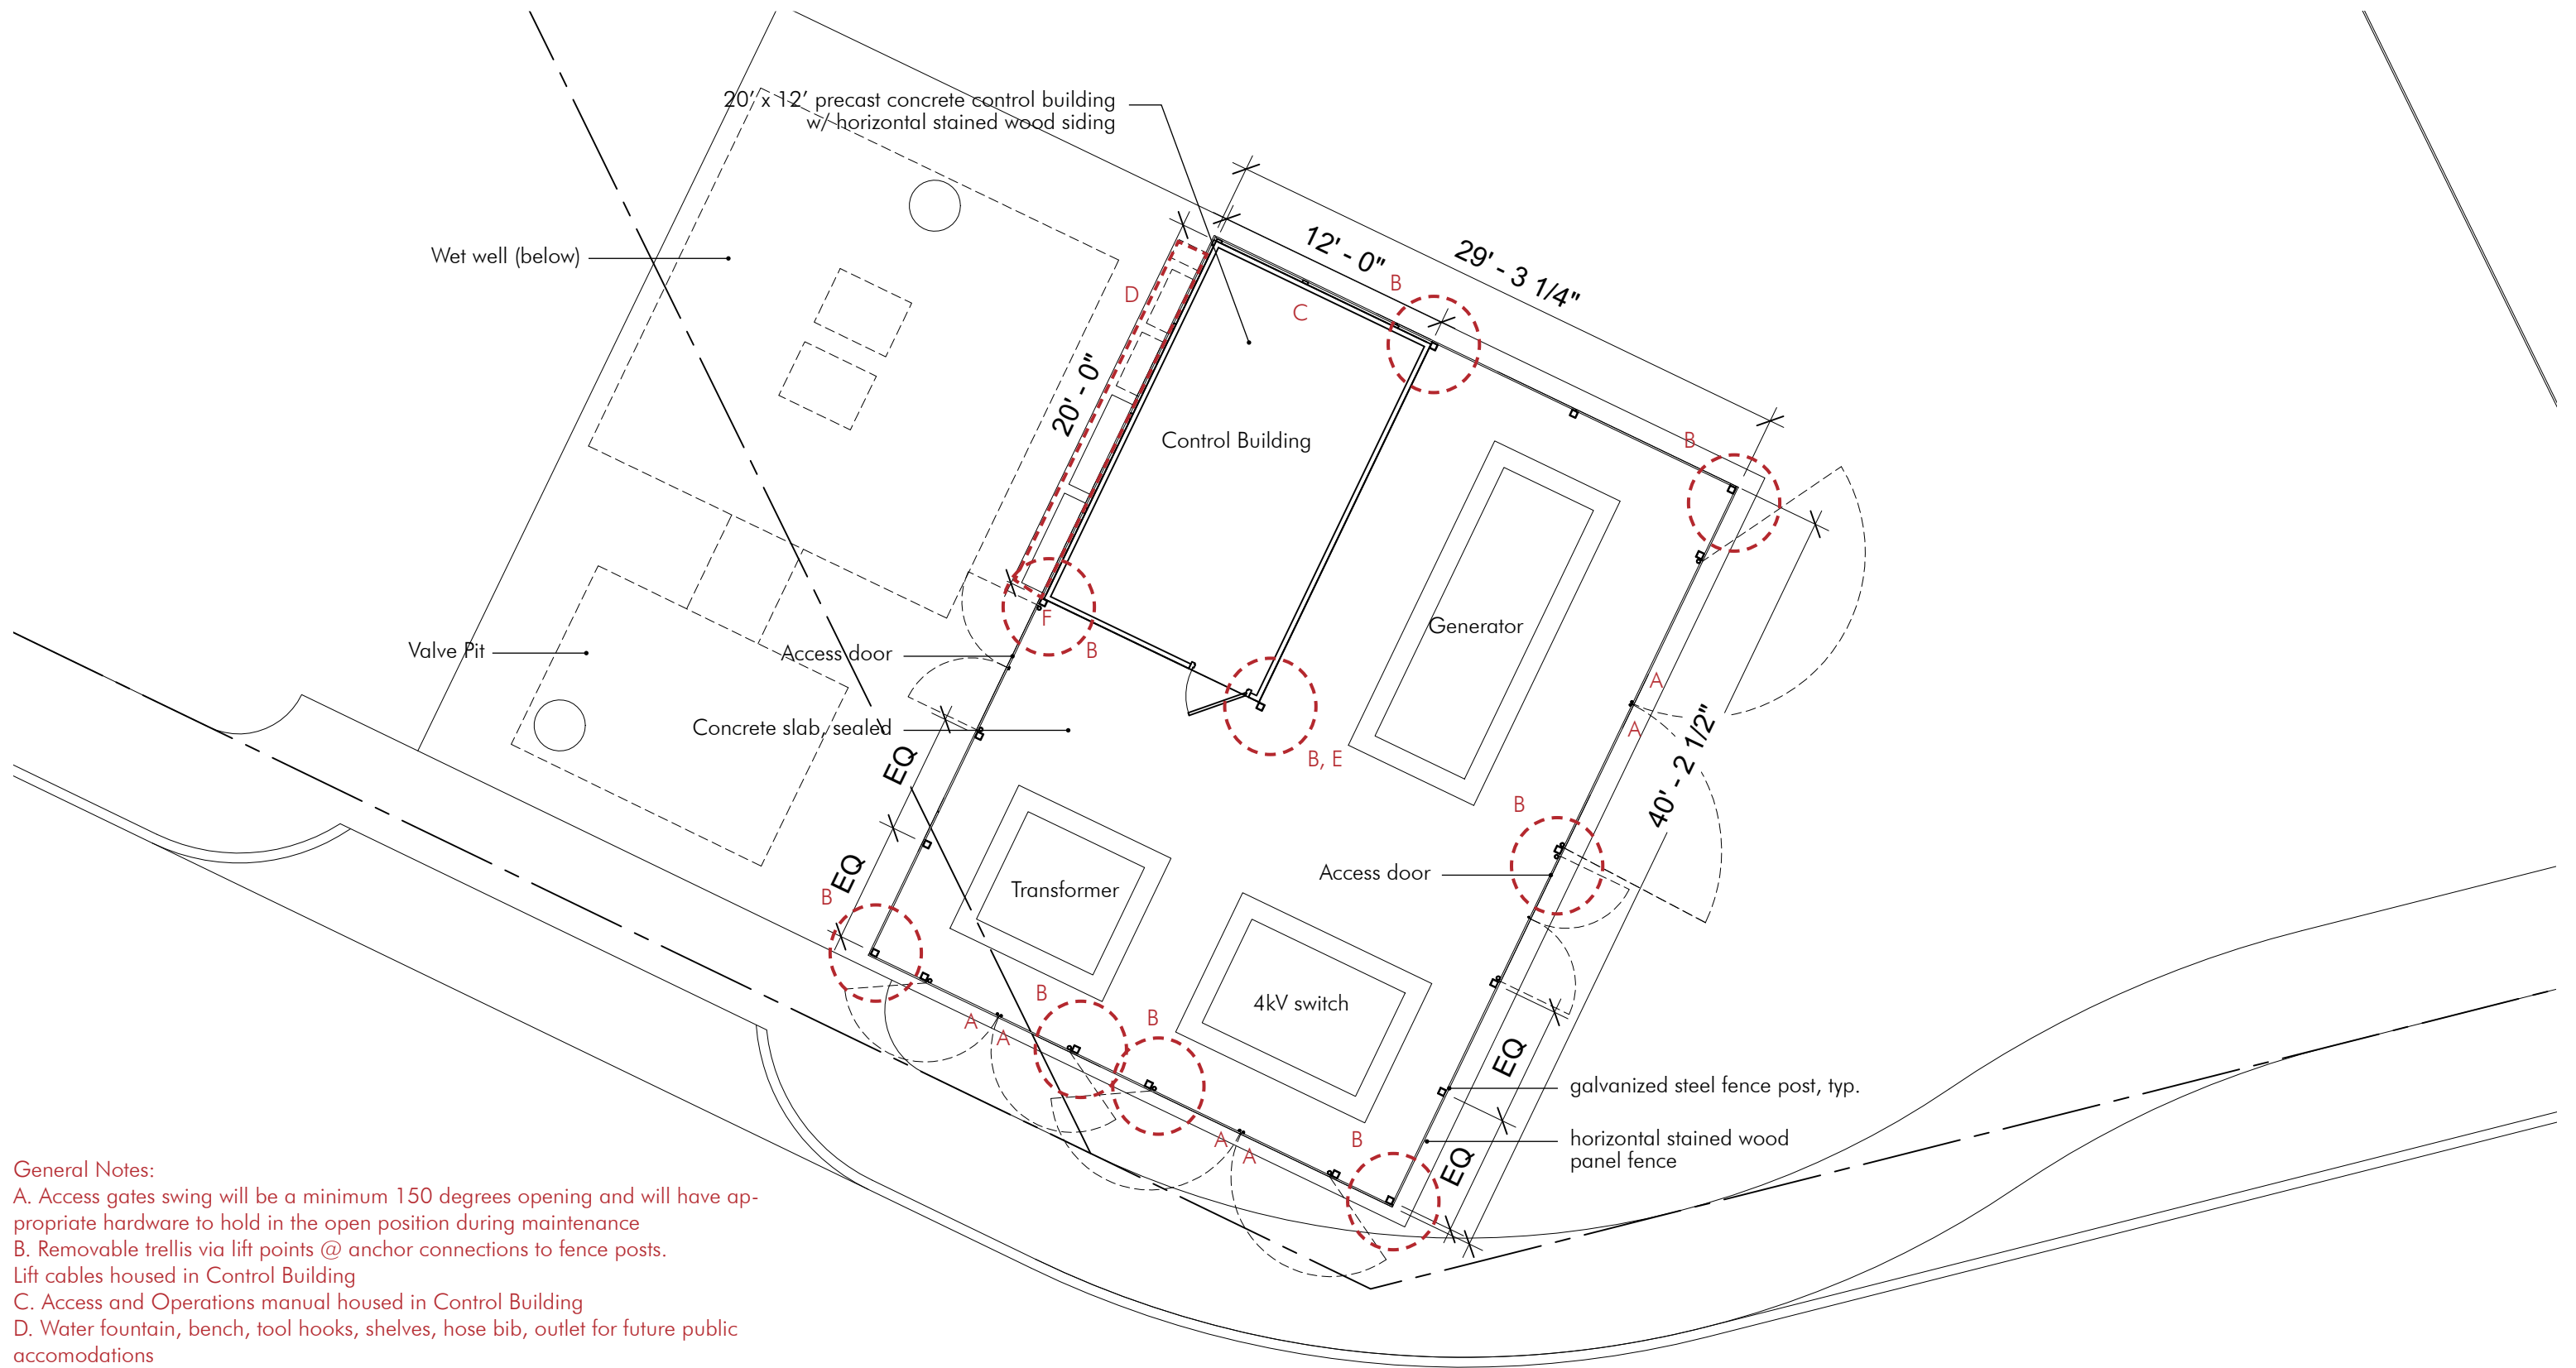 20' x 12' precast concrete control building
w/ horizontal stained wood siding
12' - 0"
29' - 3 1/4"
B
C
D
Wet well (below)
20' - 0"
B
Control Building
Generator
F
B
Valve Pit
Access door
A
Concrete slab, sealed
A
EQ
B, E
40' - 2 1/2"
B
EQ
B
Transformer
Access door
B
4kV switch
A
A
B
EQ
galvanized steel fence post, typ.
A
A
B
horizontal stained wood
panel fence
EQ
General Notes:
A. Access gates swing will be a minimum 150 degrees opening and will have ap-
propriate hardware to hold in the open position during maintenance
B. Removable trellis via lift points @ anchor connections to fence posts.
Lift cables housed in Control Building
C. Access and Operations manual housed in Control Building
D. Water fountain, bench, tool hooks, shelves, hose bib, outlet for future public
accomodations